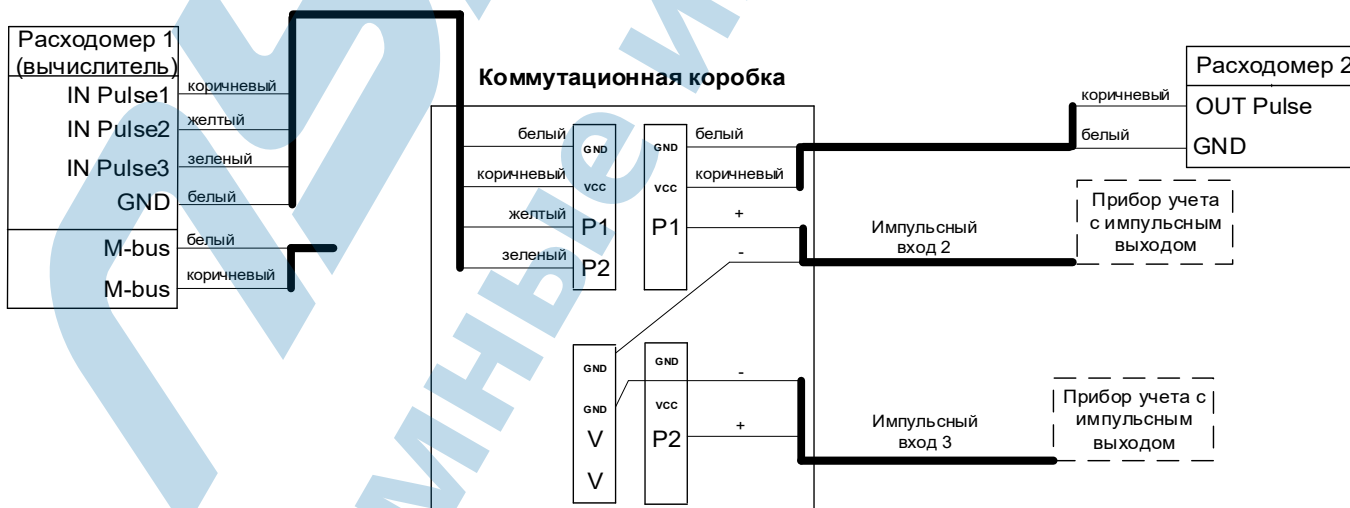 Расходомер 1
(вычислитель)
IN Pulse1
коричневый
IN Pulse2
желтый
IN Pulse3
зеленый
GND
белый
M-bus
белый
M-bus
коричневый
Коммутационная коробка
белый
GND
коричневый
VCC
желтый
P1
зеленый
P2
GND
белый
VCC
коричневый
P1
+
-
Импульсный
вход 2
коричневый
белый
Расходомер 2
OUT Pulse
GND
Прибор учета
с импульсным
выходом
GND
GND
V
V
GND
VCC
P2
-
+
Импульсный
вход 3
Прибор учета с
импульсным
выходом